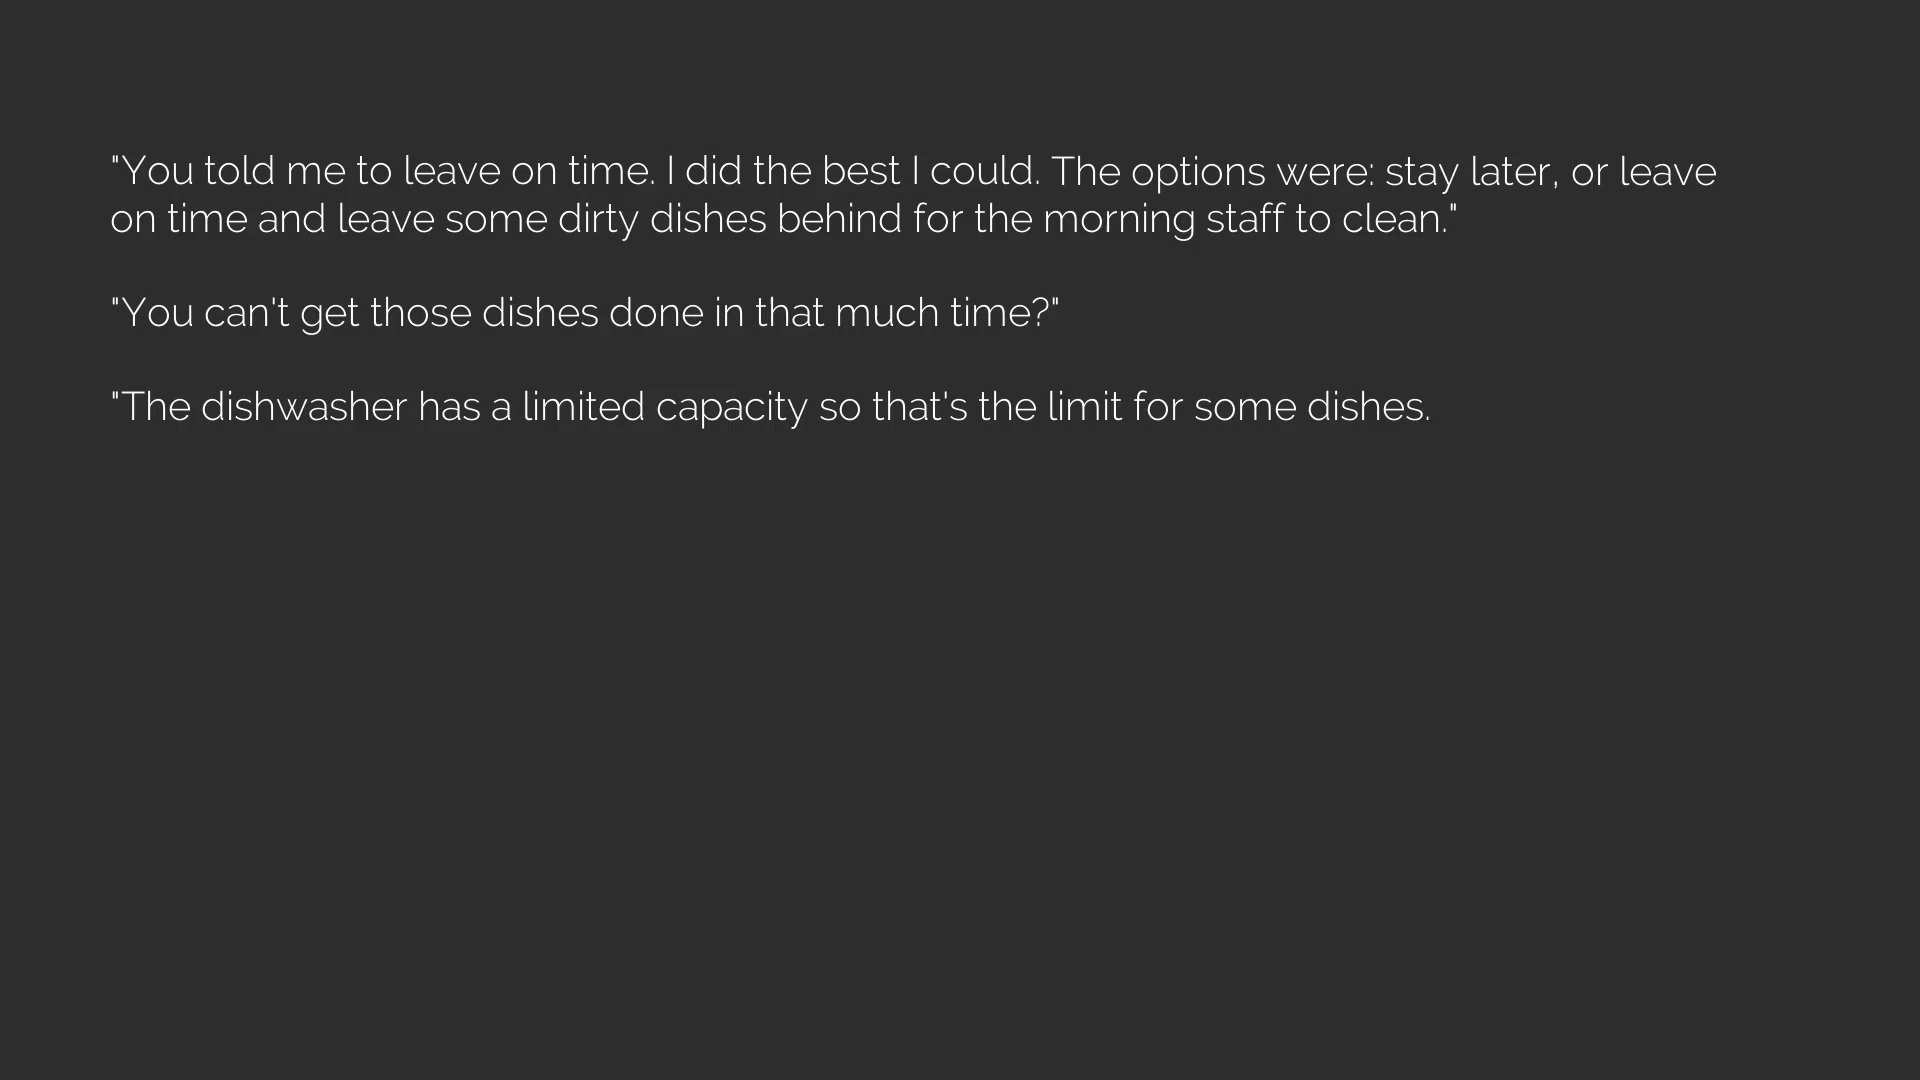 "You told me to leave on time. I did the best I could. The options were: stay later, or leave
on time and leave some dirty dishes behind for the morning staff to clean."
"You can't get those dishes done in that much time?"
"The dishwasher has a limited capacity so that's the limit for some dishes.